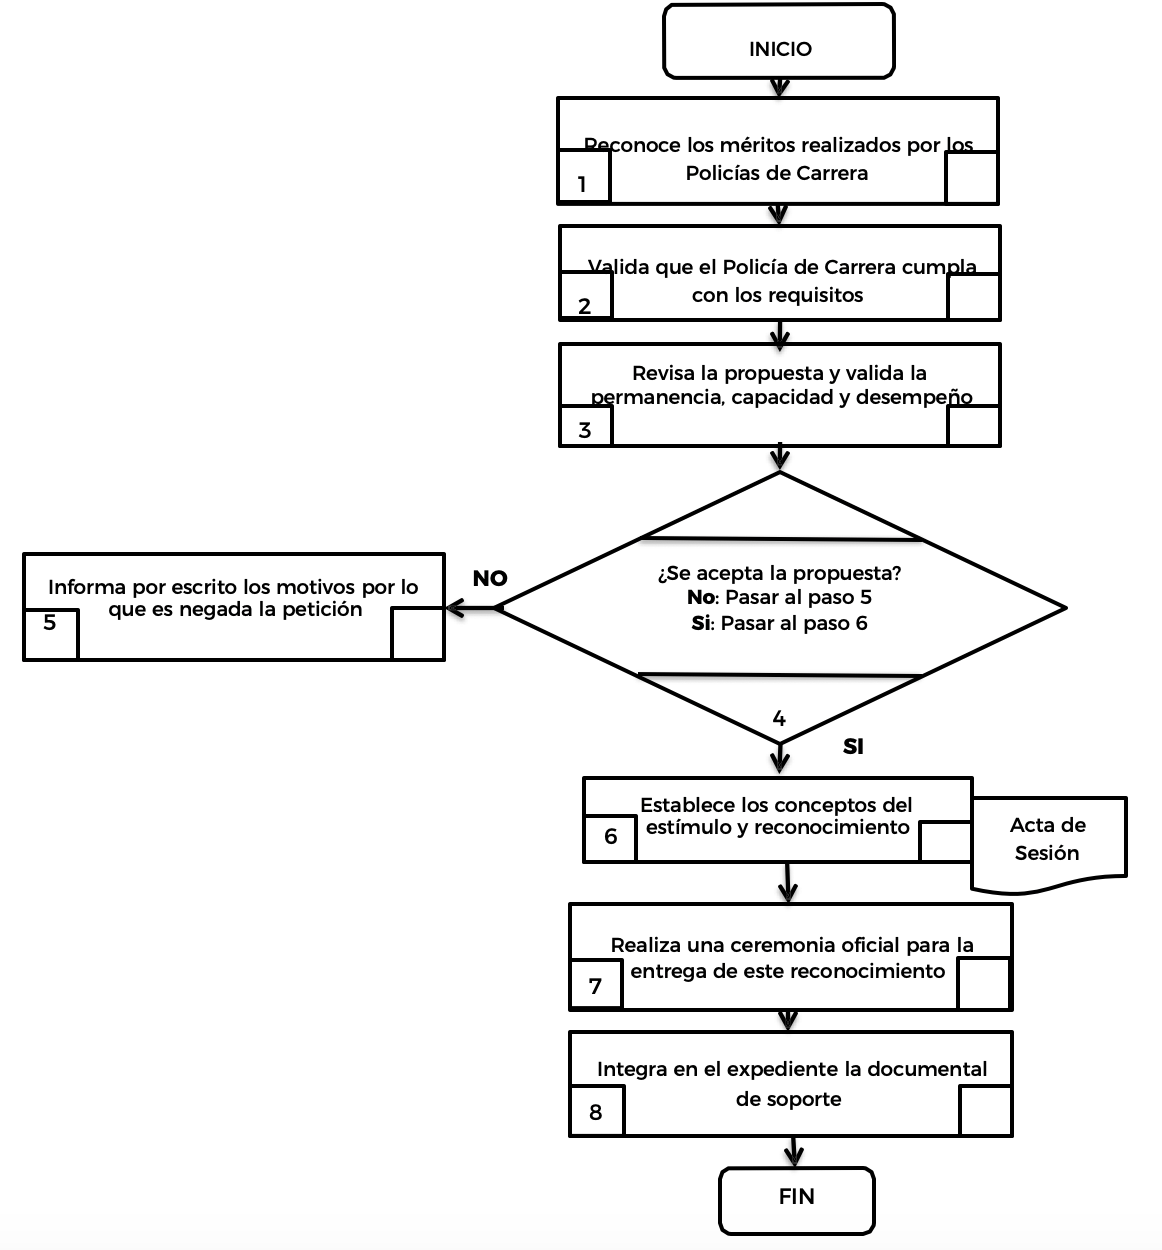 INICIO
Reconoce los méritos realizados por los
Policías de Carrera
1
Valida que el Policía de Carrera cumpla
con los requisitos
2
Revisa la propuesta y valida la
permanencia, capacidad y desempeño
3
¿Se acepta la propuesta?
No: Pasar al paso 5
Si: Pasar al paso 6
4
NO
Informa por escrito los motivos por lo
que es negada la petición
5
SI
Establece los conceptos del
estímulo y reconocimiento
6
Acta de
Sesión
Realiza una ceremonia oficial para la
entrega de este reconocimiento
7
Integra en el expediente la documental
de soporte
8
FIN